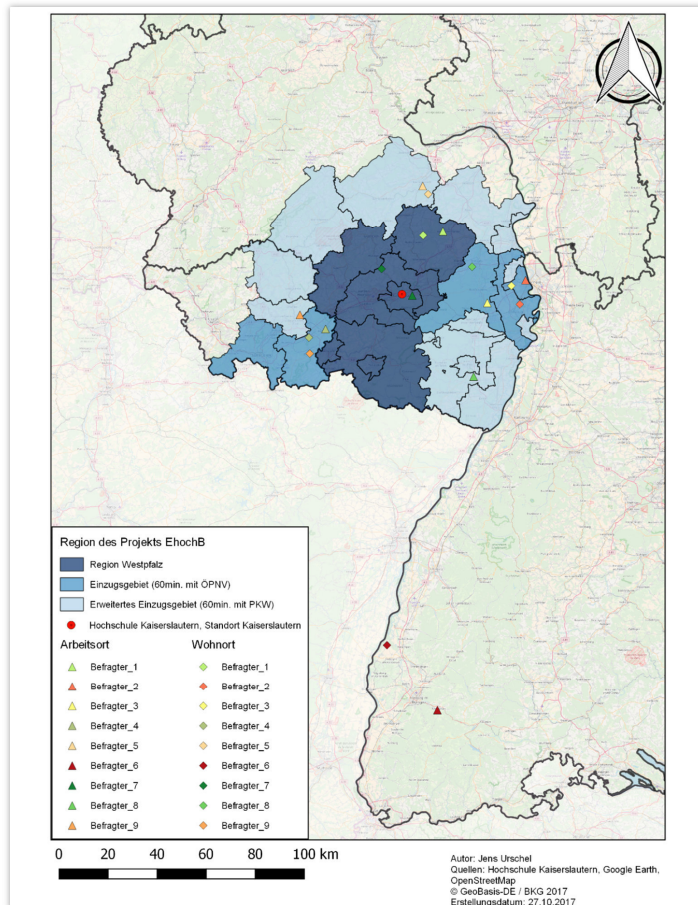 Region des Projekts EhochB
Region Westpfalz
Einzugsgebiet (60min. mit ÖPNV)
Erweitertes Einzugsgebiet (60min. mit PKW)
Hochschule Kaiserslautern, Standort Kaiserslautern
Arbeitsort
Befragter_1
Befragter_2
Befragter_3
Befragter_4
Befragter_5
Befragter_6
Befragter_7
Befragter_8
Befragter_9
Wohnort
Befragter_1
Befragter_2
Befragter_3
Befragter_4
Befragter_5
Befragter_6
Befragter_7
Befragter_8
Befragter_9
0 20 40 60 80 100 km
Autor: Jens Urschel
Quellen: Hochschule Kaiserslautern, Google Earth,
OpenStreetMap
© GeoBasis-DE / BKG 2017
Erstellungsdatum: 27.10.2017